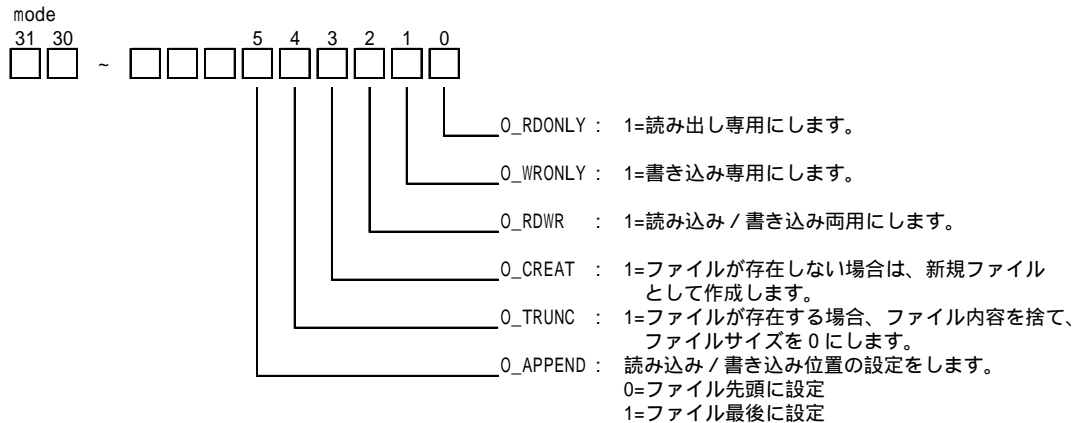 mode
31 30 ~ 5 4 3 2 1 0
O_RDONLY : 1=読み出し専用にします。
O_WRONLY : 1=書き込み専用にします。
O_RDWR : 1=読み込み / 書き込み両用にします。
O_CREAT : 1=ファイルが存在しない場合は、新規ファイル
として作成します。
O_TRUNC : 1=ファイルが存在する場合、ファイル内容を捨て、
ファイルサイズを０にします。
O_APPEND : 読み込み / 書き込み位置の設定をします。
0=ファイル先頭に設定
1=ファイル最後に設定